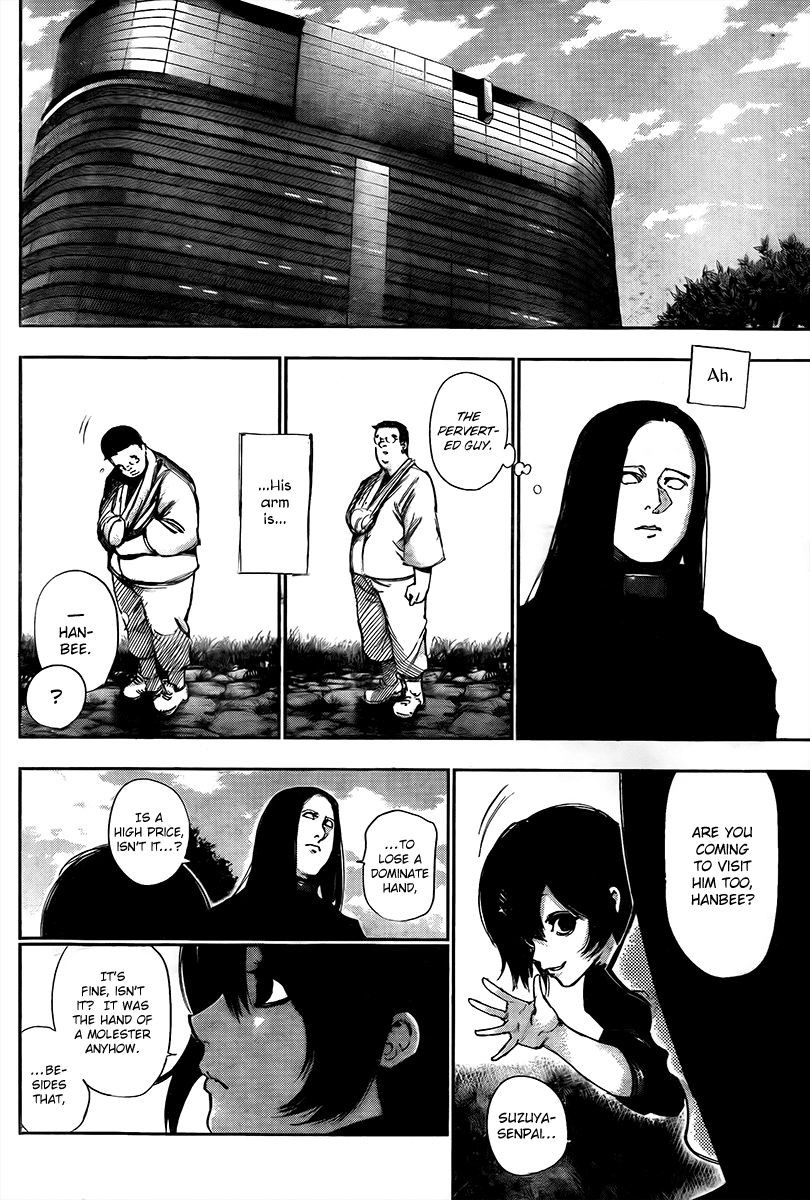 Ah.
THE
PERVERT-
ED GUY.
...His
arm
is...
—
HAN-
BEE.
?
ARE YOU
COMING
TO VISIT
HIM TOO,
HANBEE?
SUZUYA-
SENPAI...
...TO
LOSE A
DOMINATE
HAND,
IS A
HIGH PRICE,
ISN'T IT...?
IT'S
FINE, ISN'T
IT? IT WAS
THE HAND OF
A MOLESTER
ANYHOW.
...BE-
SIDES
THAT,